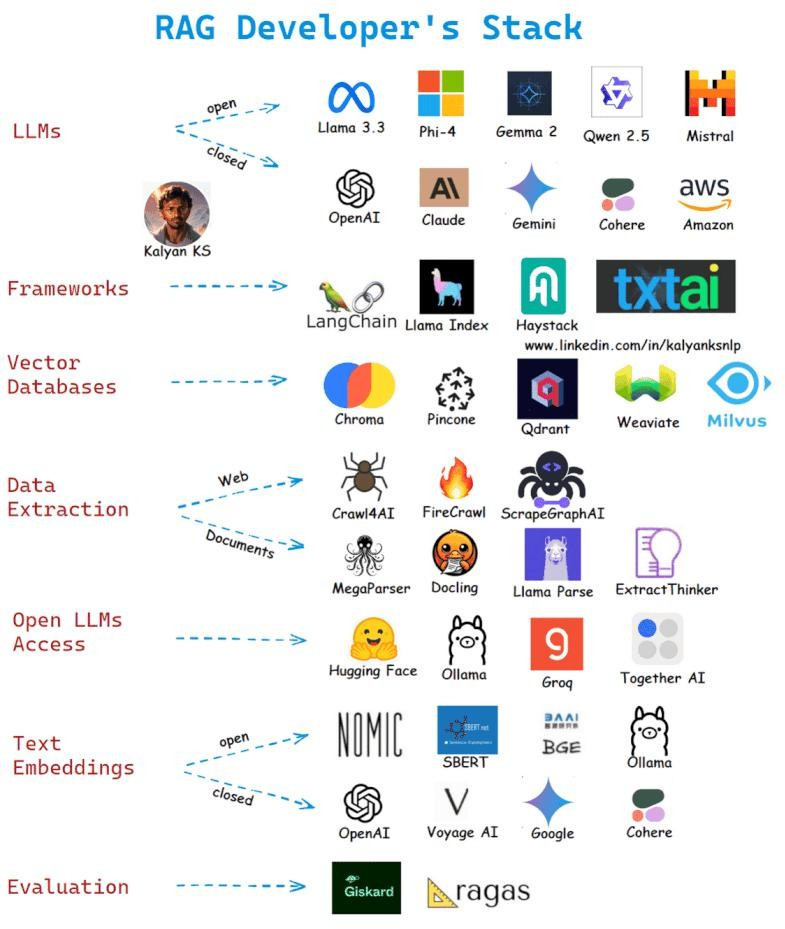 RAG Developer's Stack
LLMs
open
Llama 3.3
Phi-4
Gemma 2
Qwen 2.5
Mistral
closed
OpenAI
Claude
Gemini
Cohere
aws
Amazon
Kalyan KS
Frameworks
LangChain
Llama Index
Haystack
txtai
www.linkedin.com/in/kalyanksnlp
Vector
Databases
Chroma
Pincone
Qdrant
Weaviate
Milvus
Data
Extraction
Web
Crawl4AI
FireCrawl
ScrapeGraphAI
Documents
MegaParser
Docling
Llama Parse
ExtractThinker
Open LLMs
Access
Hugging Face
Ollama
Groq
Together AI
Text
Embeddings
open
NOMIC
SBERT.net
SBERT
BAAI
BGE
Ollama
closed
OpenAI
Voyage AI
Google
Cohere
Evaluation
Giskard
ragas